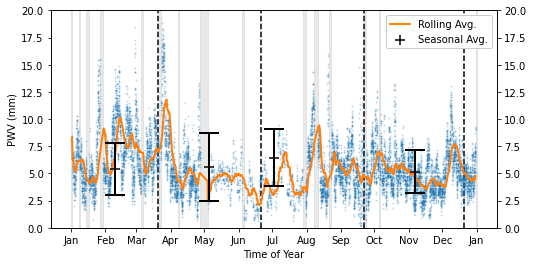 20.0 20.0
17.5 17.5
15.0 15.0
12.5 12.5
10.0 10.0
7.5 7.5
5.0 5.0
2.5 2.5
0.0 0.0
PWV (mm)
Rolling Avg.
Seasonal Avg.
Jan Feb Mar Apr May Jun Jul Aug Sep Oct Nov Dec Jan
Time of Year